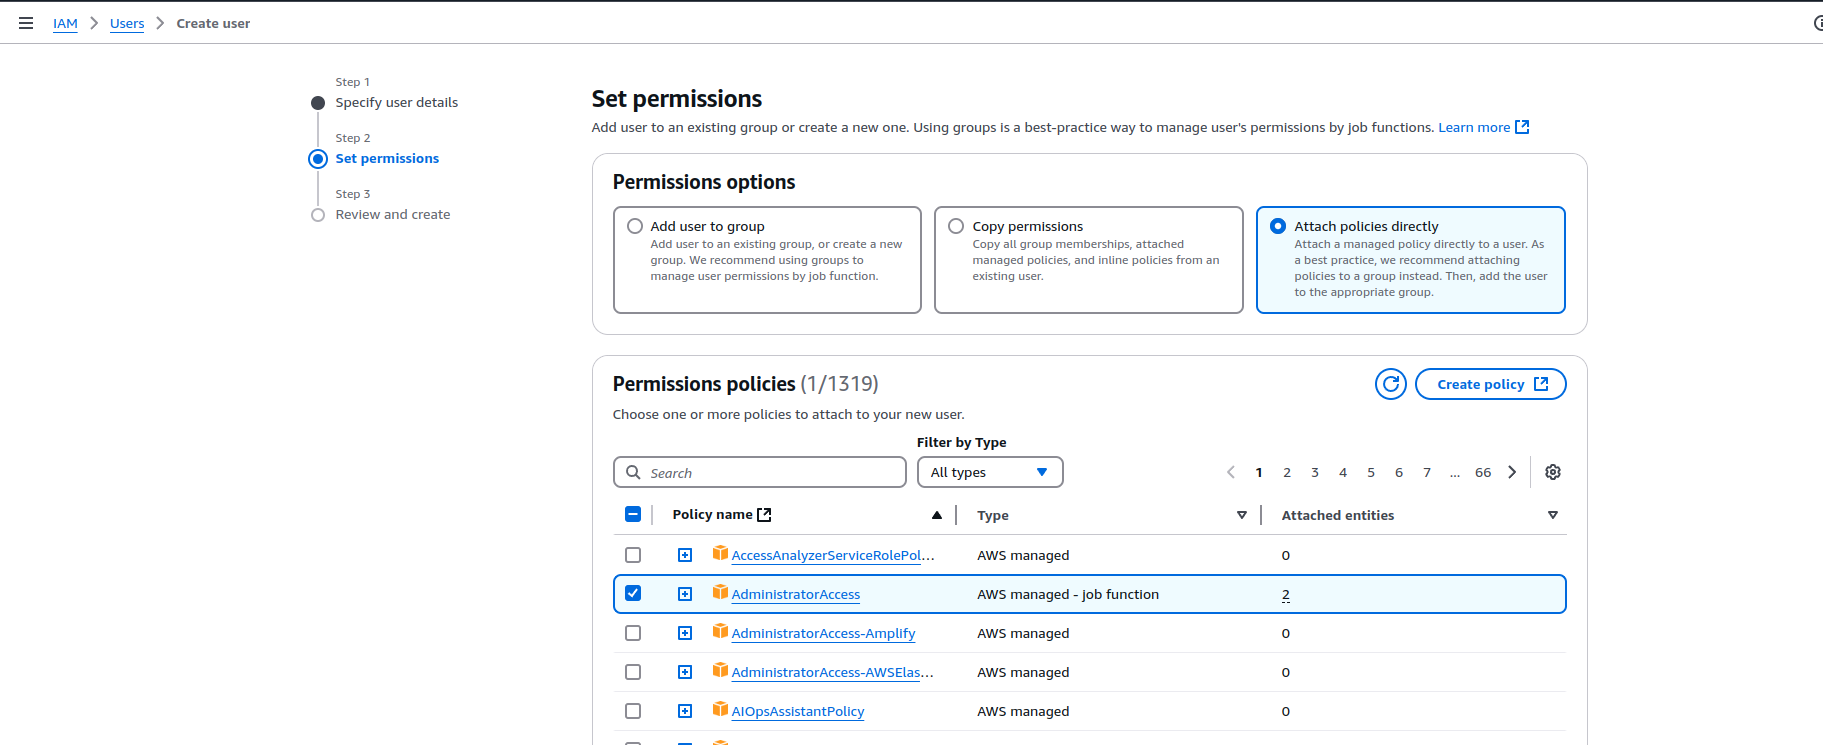 IAM > Users > Create user
Step 1
Specify user details
Step 2
Set permissions
Step 3
Review and create
Set permissions
Add user to an existing group or create a new one. Using groups is a best-practice way to manage user's permissions by job functions. Learn more
Permissions options
Add user to group
Add user to an existing group, or create a new
group. We recommend using groups to
manage user permissions by job function.
Copy permissions
Copy all group memberships, attached
managed policies, and inline policies from an
existing user.
Attach policies directly
Attach a managed policy directly to a user. As
a best practice, we recommend attaching
policies to a group instead. Then, add the user
to the appropriate group.
Permissions policies (1/1319)
Create policy
Choose one or more policies to attach to your new user.
Filter by Type
Search
All types
1 2 3 4 5 6 7 ... 66
Policy name Type Attached entities
AccessAnalyzerServiceRolePol... AWS managed 0
AdministratorAccess AWS managed - job function 2
AdministratorAccess-Amplify AWS managed 0
AdministratorAccess-AWSElas... AWS managed 0
AIOpsAssistantPolicy AWS managed 0